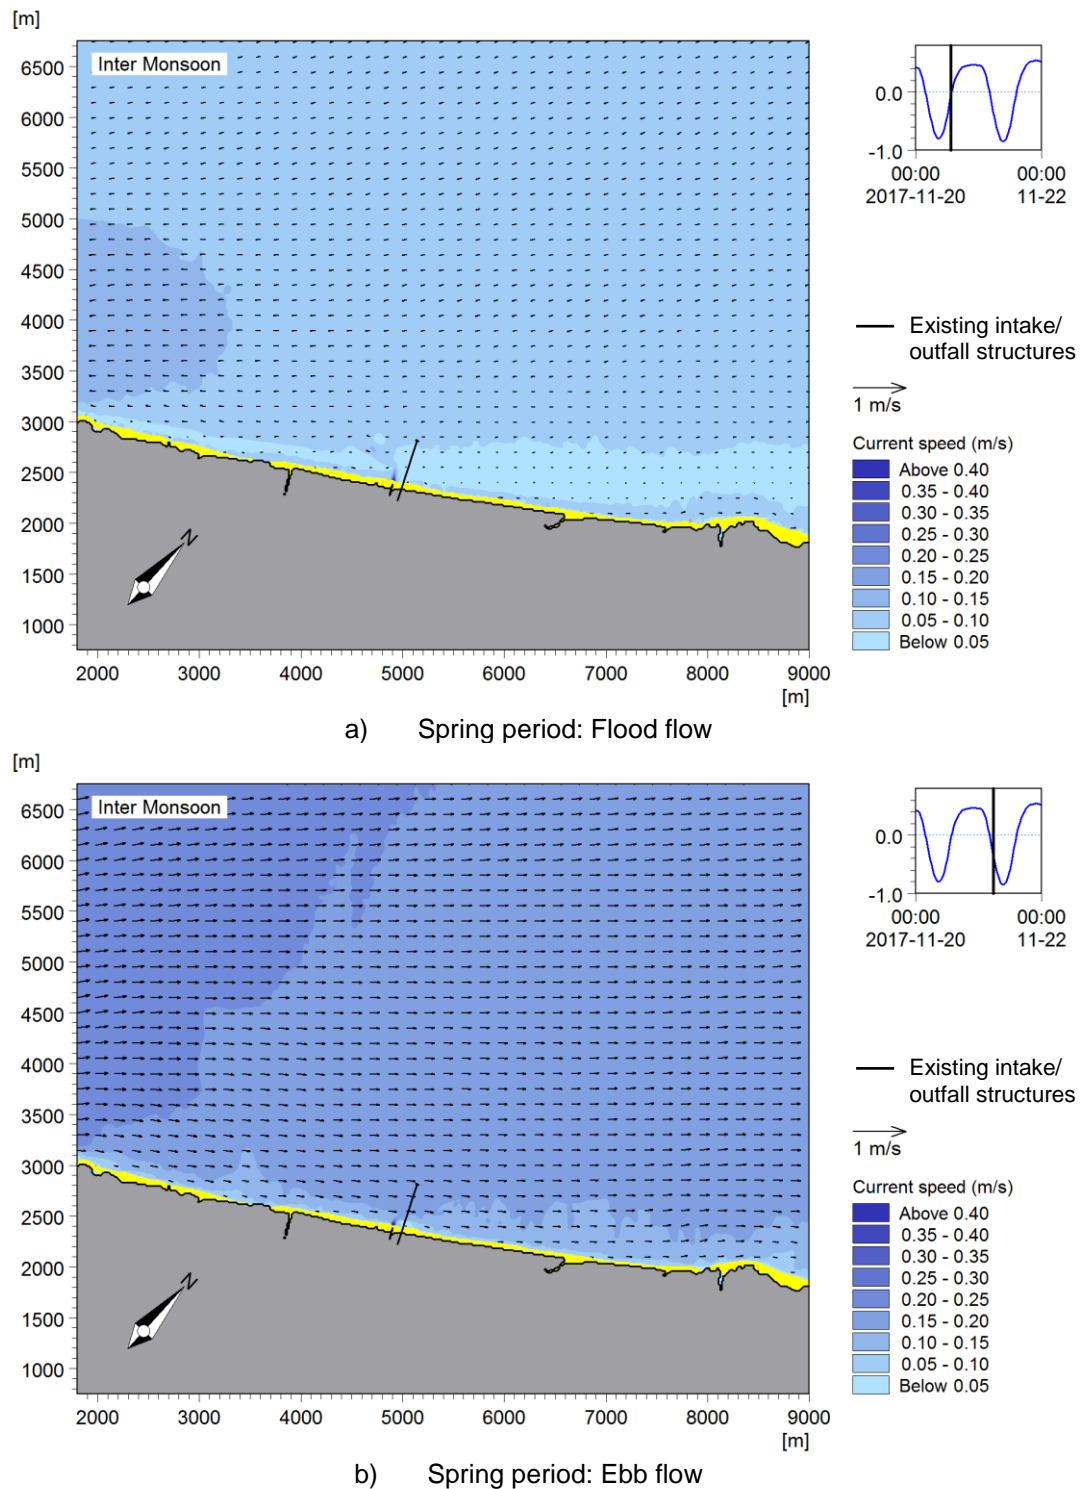 [m]
Inter Monsoon
6500
6000
5500
5000
4500
4000
3500
3000
2500
2000
1500
1000
N
2000 3000 4000 5000 6000 7000 8000 9000
[m]
0.0
-1.0
00:00 00:00
2017-11-20 11-22
Existing intake/
outfall structures
1 m/s
Current speed (m/s)
Above 0.40
0.35 - 0.40
0.30 - 0.35
0.25 - 0.30
0.20 - 0.25
0.15 - 0.20
0.10 - 0.15
0.05 - 0.10
Below 0.05
a) Spring period: Flood flow
[m]
Inter Monsoon
6500
6000
5500
5000
4500
4000
3500
3000
2500
2000
1500
1000
N
2000 3000 4000 5000 6000 7000 8000 9000
[m]
0.0
-1.0
00:00 00:00
2017-11-20 11-22
Existing intake/
outfall structures
1 m/s
Current speed (m/s)
Above 0.40
0.35 - 0.40
0.30 - 0.35
0.25 - 0.30
0.20 - 0.25
0.15 - 0.20
0.10 - 0.15
0.05 - 0.10
Below 0.05
b) Spring period: Ebb flow